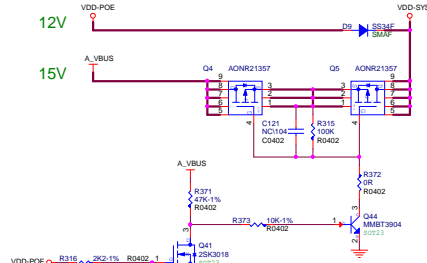 VDD-POE
VDD-SYS
12V
D9
SS34F
SMAF
A_VBUS
15V
Q4
AONR21357
Q5
AONR21357
9
8
7
6
5
3
2
1
4
3
2
1
4
9
8
7
6
5
C121
NC\104
C0402
R315
100K
R0402
A_VBUS
R371
47K-1%
R0402
R372
0R
R0402
R373
10K-1%
R0402
1
3
2
Q44
MMBT3904
SOT23
3
Q41
2SK3018
SOT23
VDD-POE
R316
2K2-1%
R0402
1